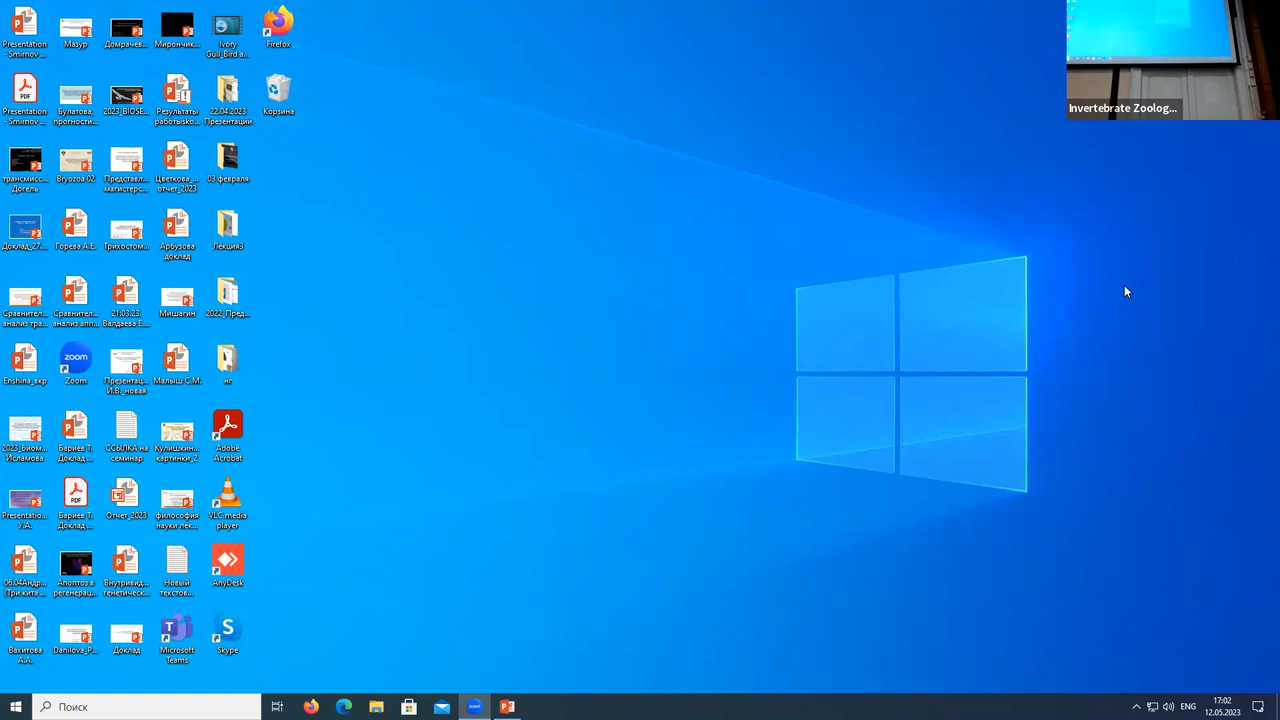 Presentation
- Smirnov ...
Мазур
Домрачев...
Мирончик...
Ivory
Gull_Bird a...
Firefox
Presentation
- Smirnov ...
Булатова,
прогности...
2023_BIOSE...
Результаты
работыsko...
22.04.2023
Презентации
Корзина
трансмисс...
Догель
Bryozoa 02
Представл...
магистерс...
Цветкова_...
отчет_2023
03 февраля
Доклад_27....
Горева А.Е.
Трихостом...
Арбузова
доклад
Лекция3
Сравнител...
анализ тра...
Сравнител...
анализ апп...
21.03.23.
Валдаева Е....
Мишагин
2022_Пред...
Enshina_вкр
Zoom
Презентац...
И.В._новая
Малыш С.М.
нг
2023_Биом...
Исламова
Бариев Т.
Доклад ...
ССЫЛКА на
семинар
Кулишкин...
картинки_2
Adobe
Acrobat
Presentatio...
У.А.
Бариев Т.
Доклад ...
Отчет_2023
философия
науки лек...
VLC media
player
06.04Андр...
(Три кита ...
Апоптоз в
регенерац...
Внутривид...
генетическ...
Новый
текстов...
AnyDesk
Вахитова
А.А.
Danilova_P...
Доклад
Microsoft
Teams
Skype
Invertebrate Zoolog...
Поиск
ENG
17:02
12.05.2023